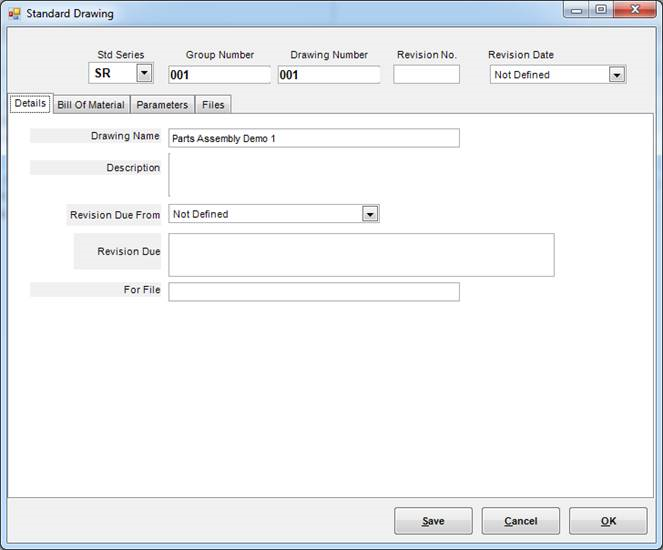 Standard Drawing
Std Series Group Number Drawing Number Revision No. Revision Date
SR 001 001 Not Defined
Details Bill Of Material Parameters Files
Drawing Name Parts Assembly Demo 1
Description
Revision Due From Not Defined
Revision Due
For File
Save Cancel OK